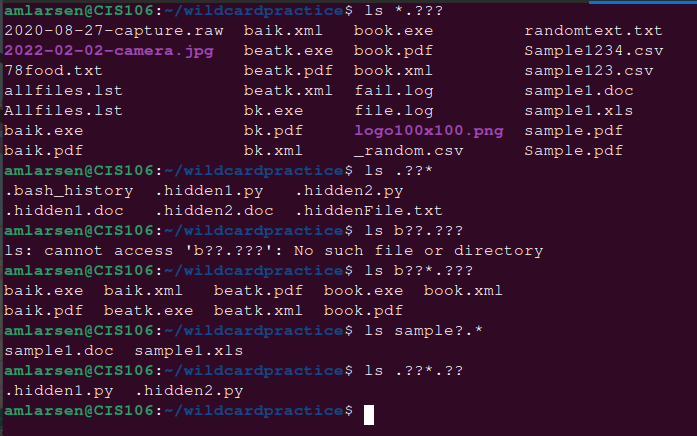 amlarsen@CIS106:~/wildcardpractice$ ls *.???
2020-08-27-capture.raw  baik.xml   book.exe         randomtext.txt
2022-02-02-camera.jpg   beatk.exe  book.pdf         Sample1234.csv
78food.txt              beatk.pdf  book.xml         sample123.csv
allfiles.lst            beatk.xml  fail.log         sample1.doc
Allfiles.lst            bk.exe     file.log         sample1.xls
baik.exe                bk.pdf     logo100x100.png  sample.pdf
baik.pdf                bk.xml     _random.csv      Sample.pdf
amlarsen@CIS106:~/wildcardpractice$ ls .??*
.bash_history  .hidden1.py   .hidden2.py
.hidden1.doc   .hidden2.doc  .hiddenFile.txt
amlarsen@CIS106:~/wildcardpractice$ ls b??.???
ls: cannot access 'b??.???': No such file or directory
amlarsen@CIS106:~/wildcardpractice$ ls b??*.???
baik.exe  baik.xml   beatk.pdf  book.exe  book.xml
baik.pdf  beatk.exe  beatk.xml  book.pdf
amlarsen@CIS106:~/wildcardpractice$ ls sample?.*
sample1.doc  sample1.xls
amlarsen@CIS106:~/wildcardpractice$ ls .??*.??
.hidden1.py  .hidden2.py
amlarsen@CIS106:~/wildcardpractice$